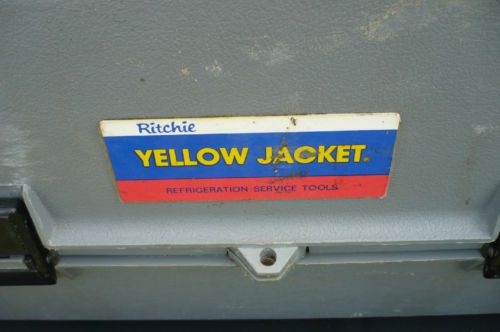 Ritchie
YELLOW JACKET.
REFRIGERATION SERVICE TOOLS